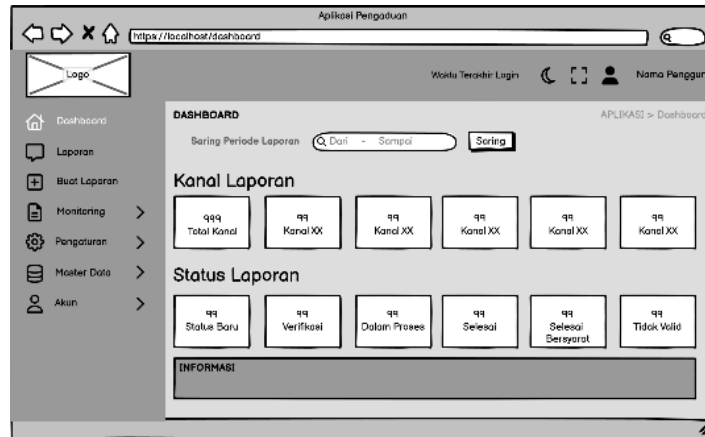 Aplikasi Pengaduan
https://localhost/dashboard
Logo
Waktu Terakhir Login
Nama Penggun
Dashboard
Laporan
Buat Laporan
Monitoring
Pengaturan
Master Data
Akun
DASHBOARD
APLIKASI > Dashboard
Saring Periode Laporan
Dari - Sampai
Saring
Kanal Laporan
999
Total Kanal
99
Kanal XX
99
Kanal XX
99
Kanal XX
99
Kanal XX
99
Kanal XX
Status Laporan
99
Status Baru
99
Verifikasi
99
Dalam Proses
99
Selesai
99
Selesai
Bersyarat
99
Tidak Valid
INFORMASI